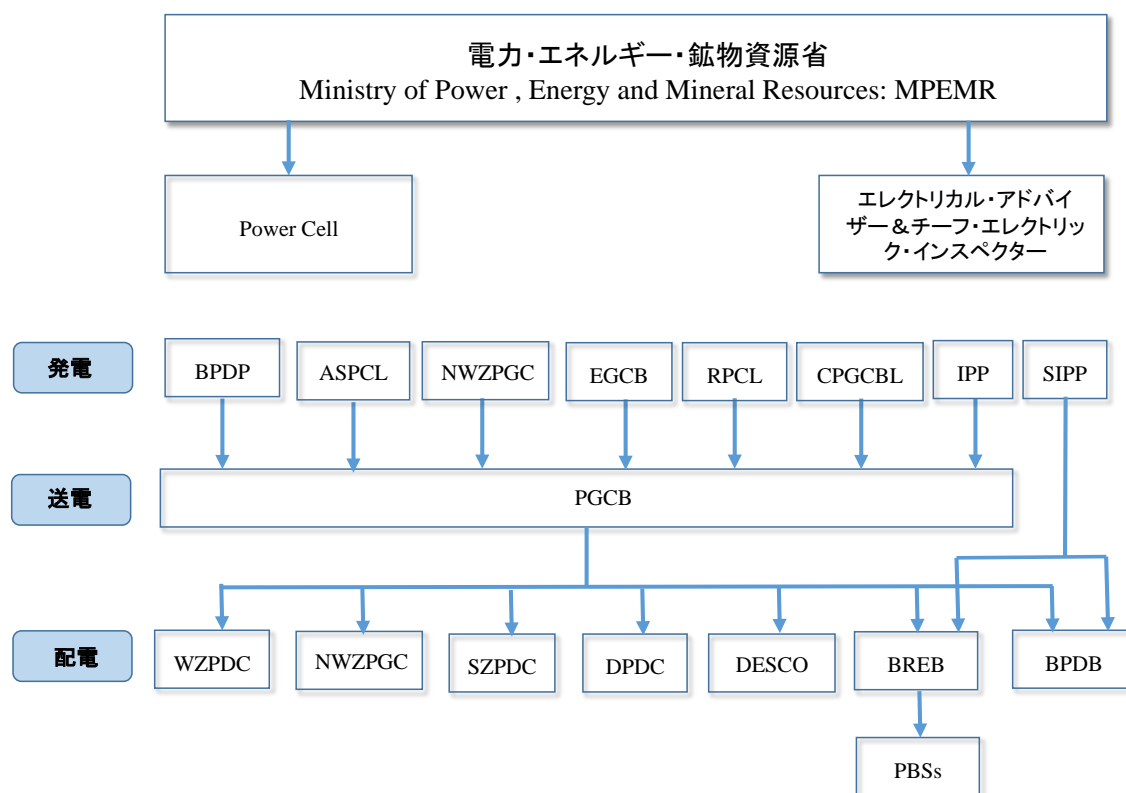 電力・エネルギー・鉱物資源省
Ministry of Power , Energy and Mineral Resources: MPEMR
Power Cell
エレクトリカル・アドバイ
ザー＆チーフ・エレクトリッ
ク・インスペクター
発電
BPDP
ASPCL
NWZPGC
EGCB
RPCL
CPGCBL
IPP
SIPP
送電
PGCB
配電
WZPDC
NWZPGC
SZPDC
DPDC
DESCO
BREB
BPDB
PBSs